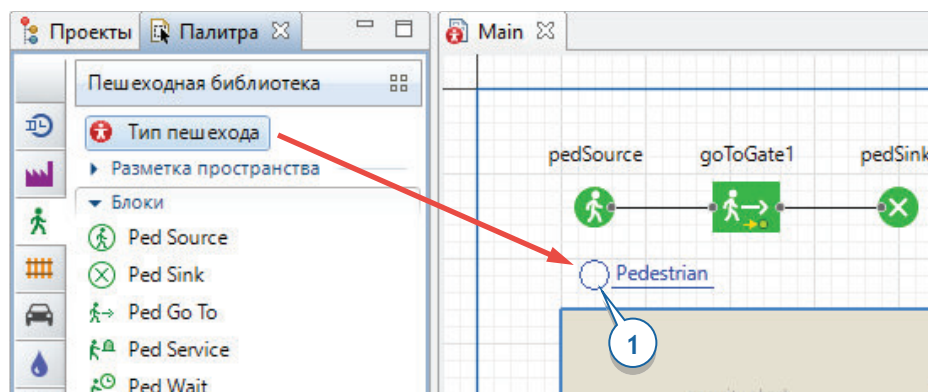 Проекты
Палитра
Main
Пешеходная библиотека
Тип пешехода
Разметка пространства
Блоки
Ped Source
Ped Sink
Ped Go To
Ped Service
Ped Wait
pedSource
goToGate1
pedSink
Pedestrian
1